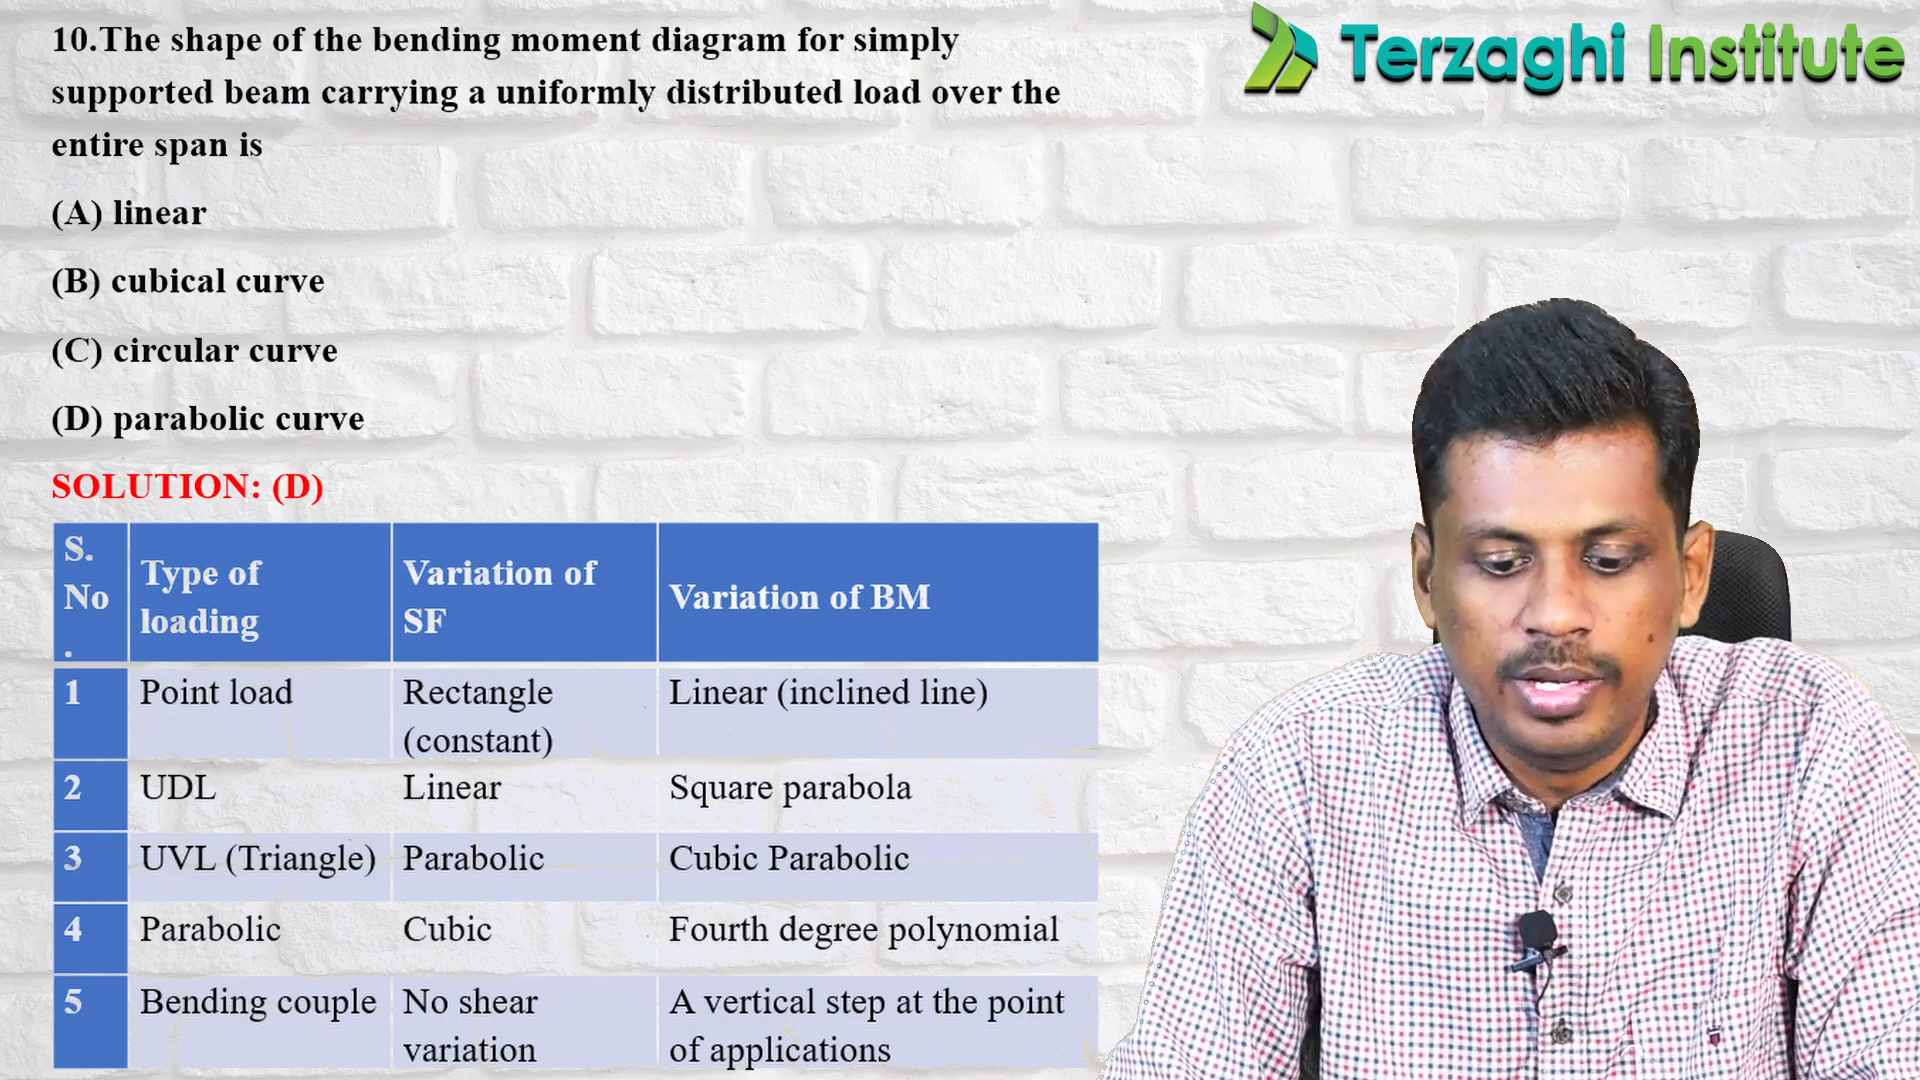 10.The shape of the bending moment diagram for simply
supported beam carrying a uniformly distributed load over the
entire span is
(A) linear
(B) cubical curve
(C) circular curve
(D) parabolic curve
SOLUTION: (D)
Terzaghi Institute
S.
No
.
Type of
loading
Variation of
SF
Variation of BM
1
Point load
Rectangle
(constant)
Linear (inclined line)
2
UDL
Linear
Square parabola
3
UVL (Triangle)
Parabolic
Cubic Parabolic
4
Parabolic
Cubic
Fourth degree polynomial
5
Bending couple
No shear
variation
A vertical step at the point
of applications